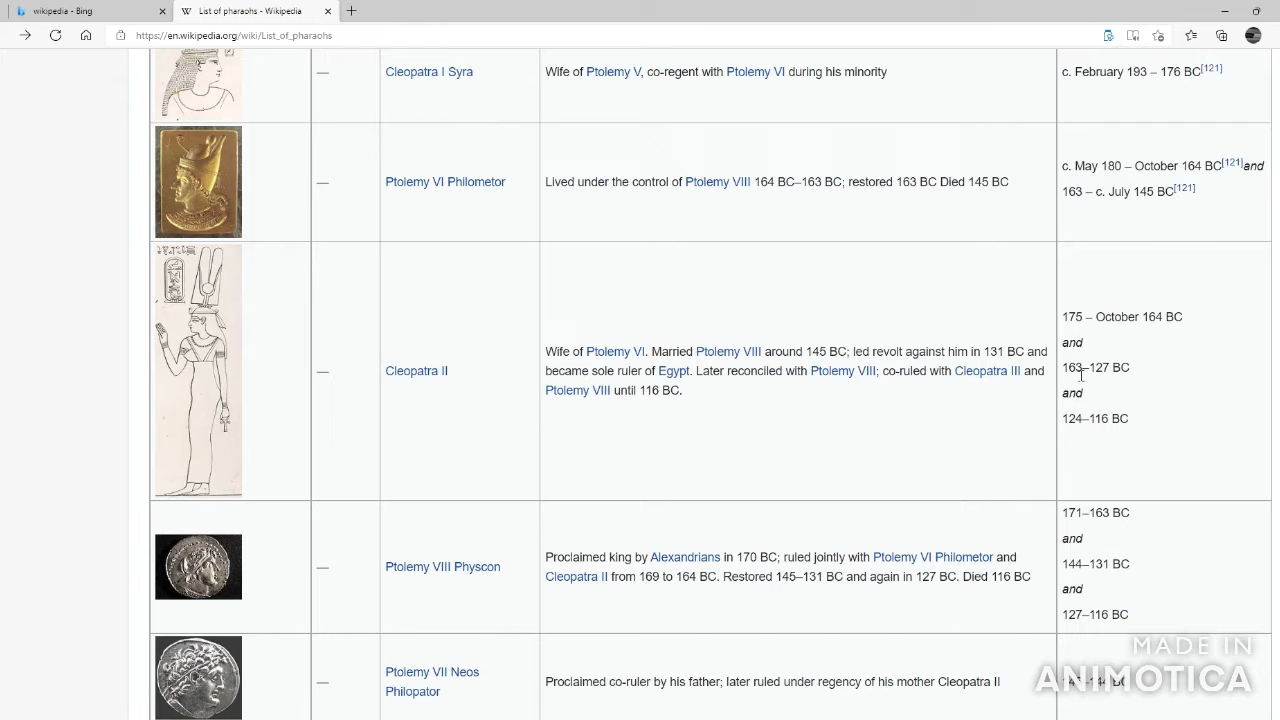 wikipedia - Bing
List of pharaohs - Wikipedia
https://en.wikipedia.org/wiki/List_of_pharaohs
— Cleopatra I Syra Wife of Ptolemy V, co-regent with Ptolemy VI during his minority c. February 193 – 176 BC[121]
— Ptolemy VI Philometor Lived under the control of Ptolemy VIII 164 BC–163 BC; restored 163 BC Died 145 BC
c. May 180 – October 164 BC[121]and
163 – c. July 145 BC[121]
— Cleopatra II
Wife of Ptolemy VI. Married Ptolemy VIII around 145 BC; led revolt against him in 131 BC and
became sole ruler of Egypt. Later reconciled with Ptolemy VIII; co-ruled with Cleopatra III and
Ptolemy VIII until 116 BC.
175 – October 164 BC
and
163–127 BC
and
124–116 BC
— Ptolemy VIII Physcon
Proclaimed king by Alexandrians in 170 BC; ruled jointly with Ptolemy VI Philometor and
Cleopatra II from 169 to 164 BC. Restored 145–131 BC and again in 127 BC. Died 116 BC
171–163 BC
and
144–131 BC
and
127–116 BC
— Ptolemy VII Neos
Philopator
Proclaimed co-ruler by his father; later ruled under regency of his mother Cleopatra II
MADE IN
ANIMOTICA